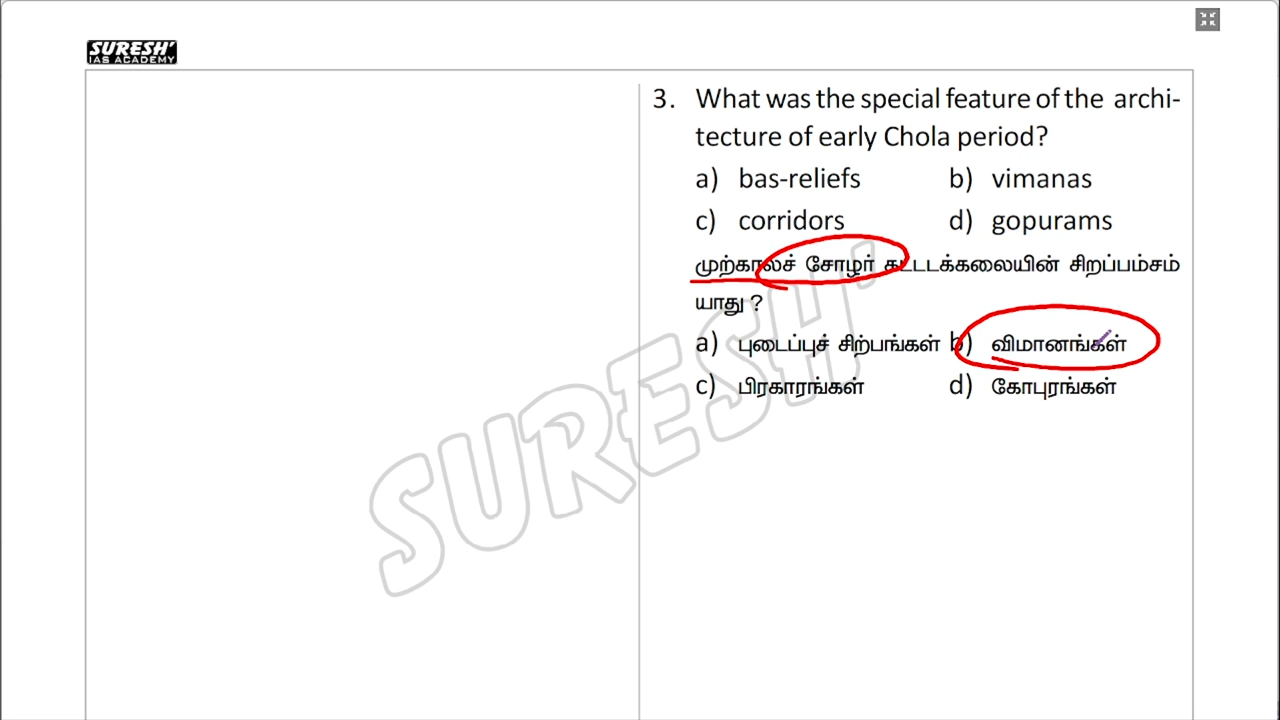 SURESH'
IAS ACADEMY
3. What was the special feature of the archi-
tecture of early Chola period?
a) bas-reliefs b) vimanas
c) corridors d) gopurams
முற்காலச் சோழர் கட்டடக்கலையின் சிறப்பம்சம்
யாது ?
a) புடைப்புச் சிற்பங்கள் b) விமானங்கள்
c) பிரகாரங்கள் d) கோபுரங்கள்
SURESH'